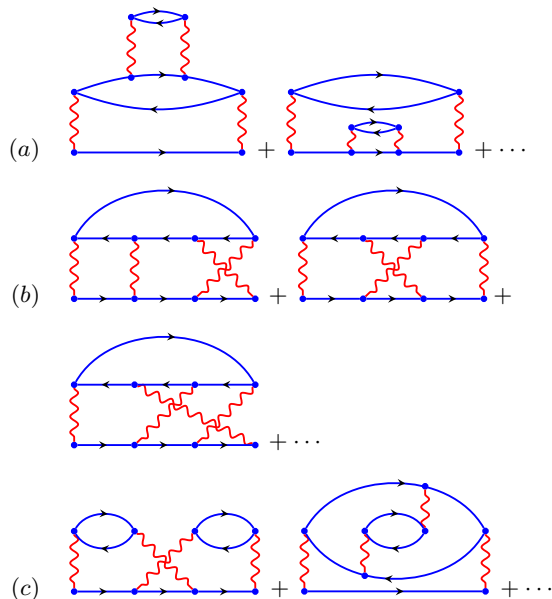 (a) + + ···
(b) + +
+ ···
(c) + + ···